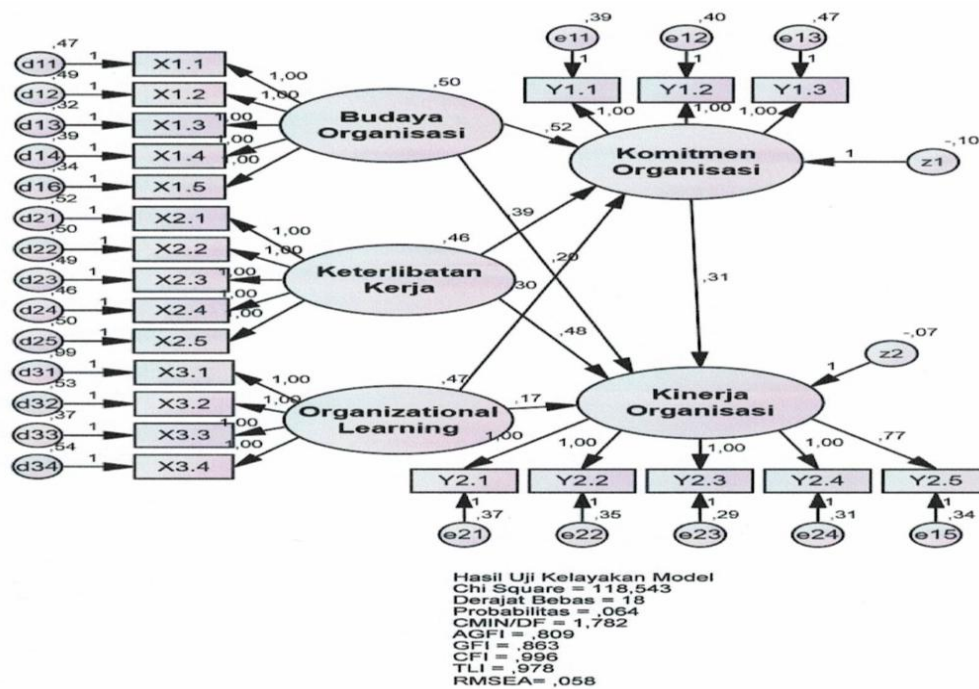 ,47
d11 1 X1.1 1,00
,49
d12 1 X1.2 1,00
,32
d13 1 X1.3 1,00
,39
d14 1 X1.4 1,00
,34
d16 1 X1.5
,50
Budaya
Organisasi
,52
d21 1 X2.1 1,00
,50
d22 1 X2.2 1,00
,49
d23 1 X2.3 1,00
,46
d24 1 X2.4 1,00
,50
d25 1 X2.5 1,00
,46
Keterlibatan
Kerja
,99
d31 1 X3.1 1,00
,53
d32 1 X3.2 1,00
,37
d33 1 X3.3 1,00
,54
d34 1 X3.4 1,00
,47
Organizational
Learning
,39 ,40 ,47
e11 e12 e13
1 1 1
Y1.1 Y1.2 Y1.3
1,00 1,00 1,00
Komitmen
Organisasi
-,10
1 z1
,52
,39
,20
,30
,48
,17
,31
-,07
z2
1
Kinerja
Organisasi
1,00 1,00 1,00 1,00 ,77
Y2.1 Y2.2 Y2.3 Y2.4 Y2.5
1 1 1 1 1
,37 ,35 ,29 ,31 ,34
e21 e22 e23 e24 e15
Hasil Uji Kelayakan Model
Chi Square = 118,543
Derajat Bebas = 18
Probabilitas = ,064
CMIN/DF = 1,782
AGFI = ,809
GFI = ,863
CFI = ,996
TLI = ,978
RMSEA= ,058